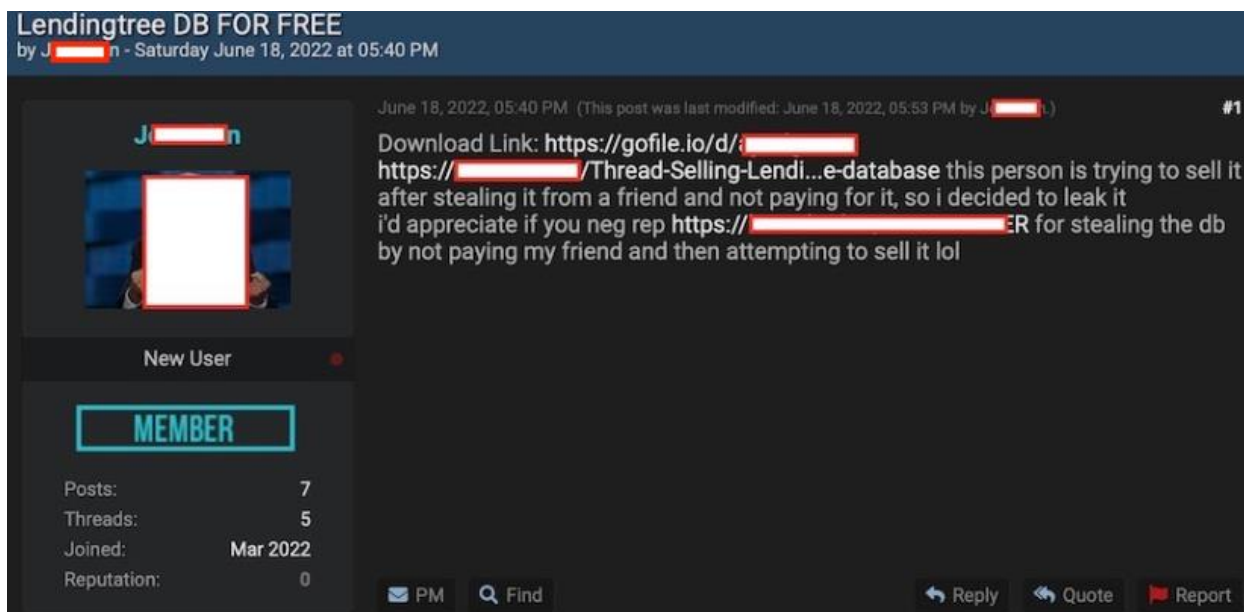 Lendingtree DB FOR FREE
by J n - Saturday June 18, 2022 at 05:40 PM
June 18, 2022, 05:40 PM (This post was last modified: June 18, 2022, 05:53 PM by J .)
#1
J n
Download Link: https://gofile.io/d/
https:// /Thread-Selling-Lendi...e-database this person is trying to sell it
after stealing it from a friend and not paying for it, so i decided to leak it
i'd appreciate if you neg rep https:// ER for stealing the db
by not paying my friend and then attempting to sell it lol
New User
MEMBER
Posts: 7
Threads: 5
Joined: Mar 2022
Reputation: 0
PM Find Reply Quote Report